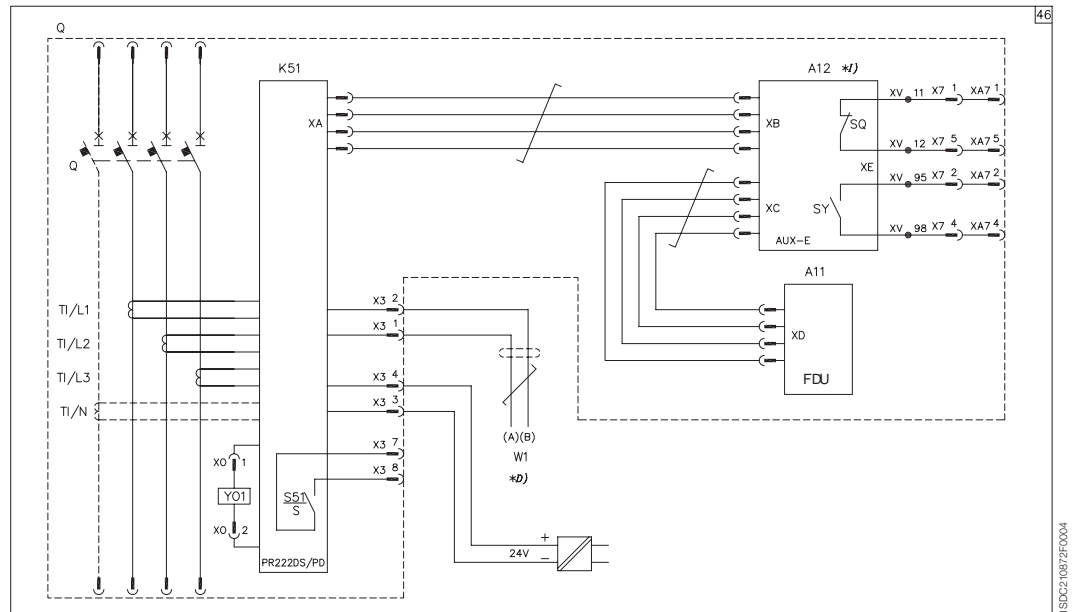 46
Q
K51
A12 *I)
XA
XB
XV 11 X7 1 XA7 1
SQ
XV 12 X7 5 XA7 5
XE
XV 95 X7 2 XA7 2
XC
SY
XV 98 X7 4 XA7 4
AUX-E
Q
A11
XD
FDU
TI/L1
X3 2
X3 1
TI/L2
TI/L3
X3 4
TI/N
X3 3
(A)(B)
W1
*D)
X3 7
X3 8
XO 1
YO1
XO 2
S51
S
PR222DS/PD
+
24V
−
1SDC210872F0004